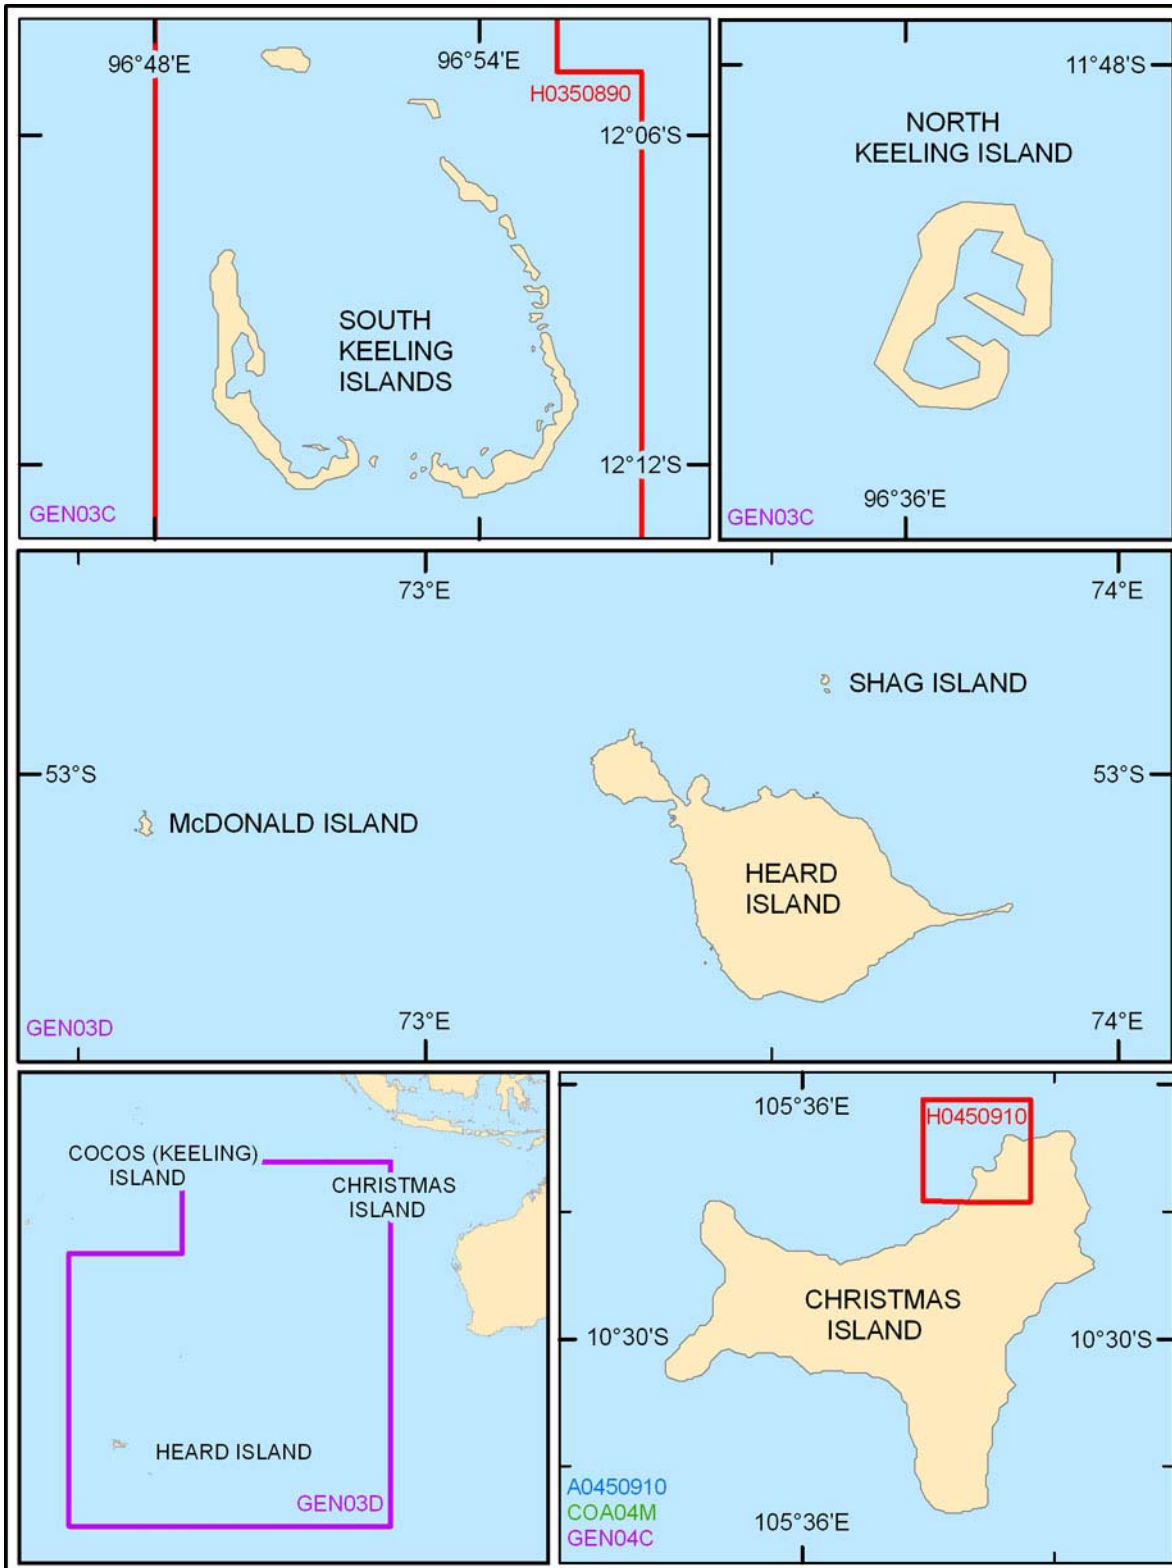 96°48'E
96°54'E
H0350890
12°06'S
SOUTH
KEELING
ISLANDS
12°12'S
GEN03C
11°48'S
NORTH
KEELING ISLAND
96°36'E
GEN03C
73°E
74°E
SHAG ISLAND
53°S
53°S
McDONALD ISLAND
HEARD
ISLAND
73°E
74°E
GEN03D
COCOS (KEELING)
ISLAND
CHRISTMAS
ISLAND
HEARD ISLAND
GEN03D
105°36'E
H0450910
CHRISTMAS
ISLAND
10°30'S
10°30'S
A0450910
COA04M
GEN04C
105°36'E